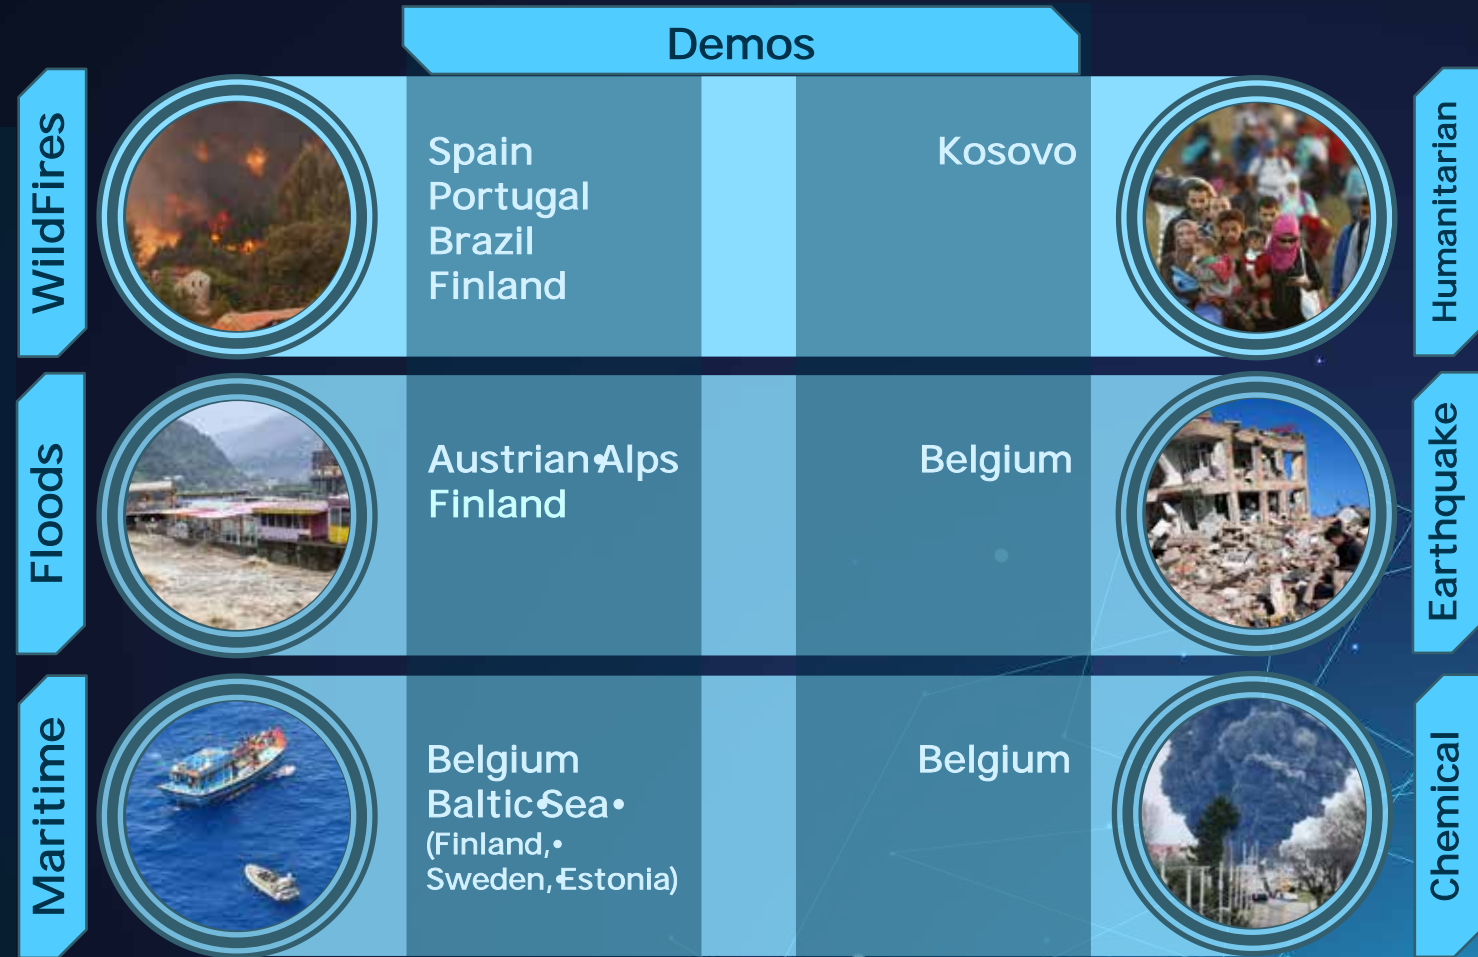 Demos
WildFires
Spain
Portugal
Brazil
Finland
Kosovo
Humanitarian
Floods
Austrian•Alps
Finland
Belgium
Earthquake
Maritime
Belgium
Baltic•Sea•
(Finland,•
Sweden,•Estonia)
Belgium
Chemical